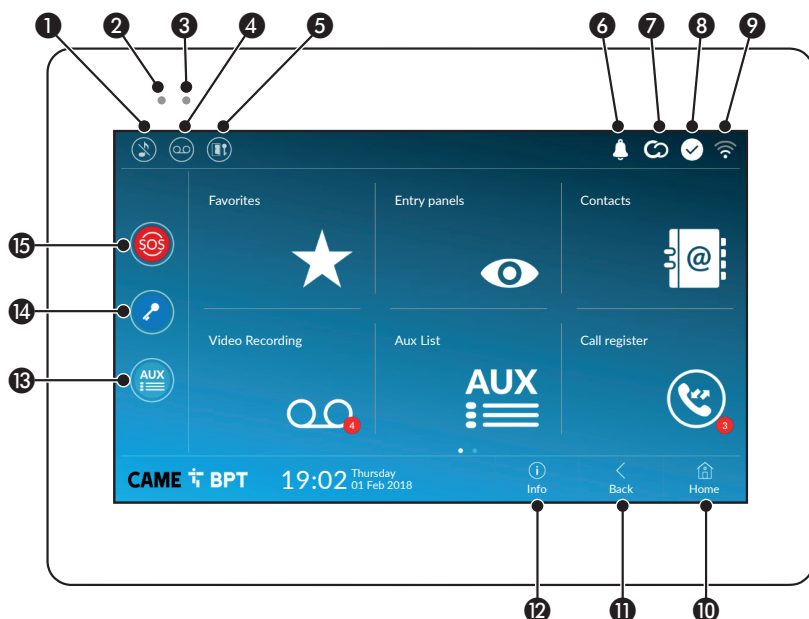 1 2 3 4 5 6 7 8 9
Favorites Entry panels Contacts
15 SOS
@
14
Video Recording Aux List Call register
13 AUX
AUX
4 3
CAME BPT 19:02 Thursday
01 Feb 2018
Info Back Home
12 11 10